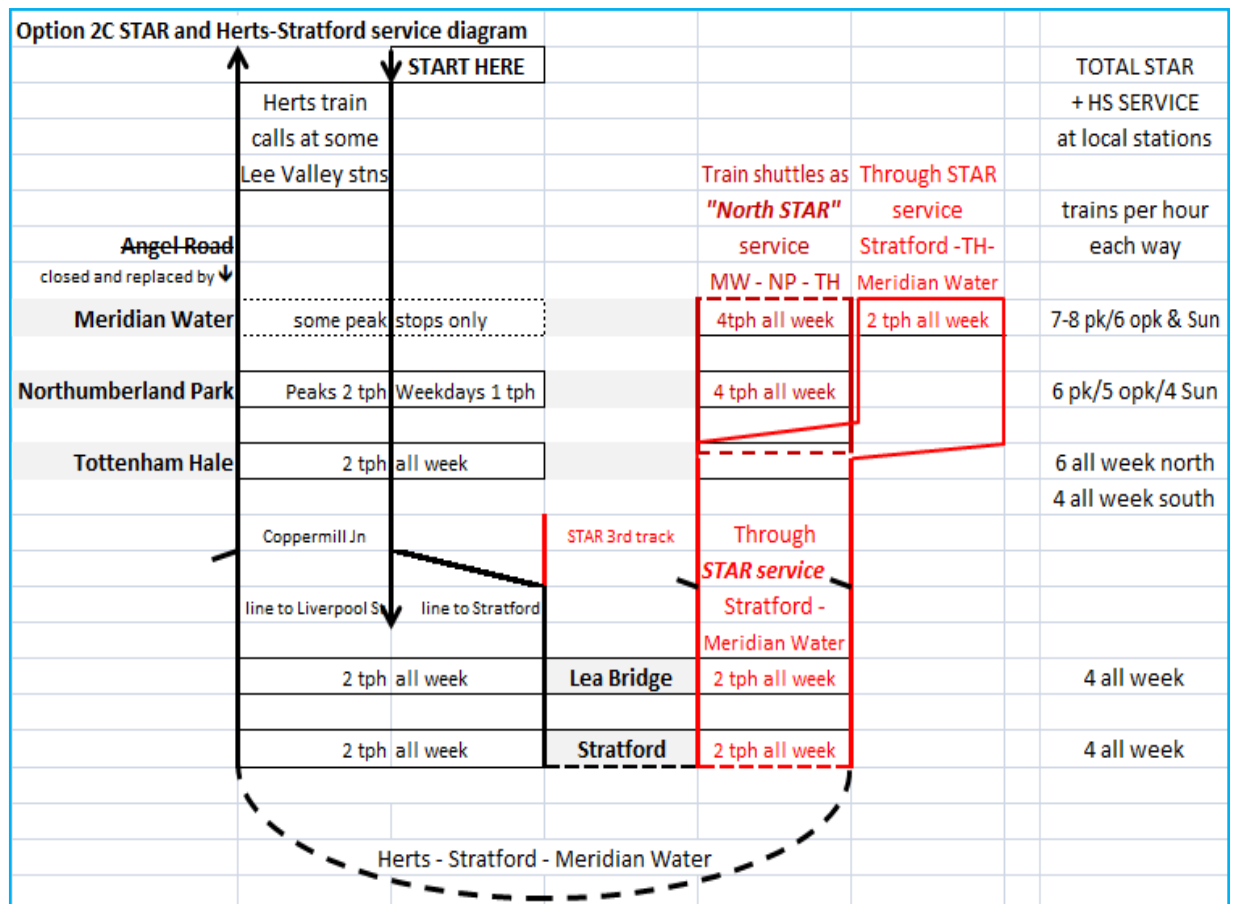 Option 2C STAR and Herts-Stratford service diagram
START HERE
TOTAL STAR
Herts train
+ HS SERVICE
calls at some
at local stations
Lee Valley stns
Train shuttles as
Through STAR
"North STAR"
service
trains per hour
Angel Road
service
Stratford -TH-
each way
closed and replaced by
MW - NP - TH
Meridian Water
Meridian Water
some peak stops only
4tph all week
2 tph all week
7-8 pk/6 opk & Sun
Northumberland Park
Peaks 2 tph Weekdays 1 tph
4 tph all week
6 pk/5 opk/4 Sun
Tottenham Hale
2 tph all week
6 all week north
4 all week south
Coppermill Jn
STAR 3rd track
Through
STAR service
line to Liverpool
line to Stratford
Stratford -
Meridian Water
2 tph all week
Lea Bridge
2 tph all week
4 all week
2 tph all week
Stratford
2 tph all week
4 all week
Herts - Stratford - Meridian Water